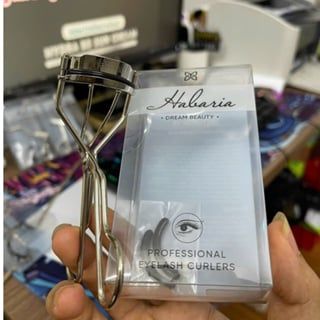 Habaria
DREAM BEAUTY
PROFESSIONAL
EYELASH CURLERS